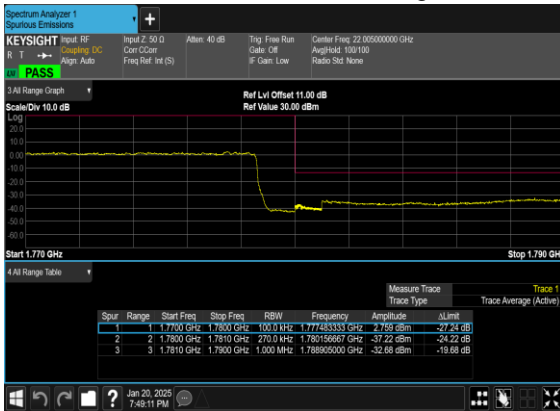 Spectrum Analyzer 1
Spurious Emissions
KEYSIGHT Input: RF Input Z: 50 Ω Atten: 40 dB Trig: Free Run Center Freq: 22.005000000 GHz
R T Coupling: DC Corr CCorr Gate: Off Avg|Hold: 100/100
Align: Auto Freq Ref: Int (S) IF Gain: Low Radio Std: None
PASS
3 All Range Graph
Ref Lvl Offset 11.00 dB
Scale/Div 10.0 dB Ref Value 30.00 dBm
Log
20.0
10.0
0.00
-10.0
-20.0
-30.0
-40.0
-50.0
-60.0
Start 1.770 GHz Stop 1.790 GH
4 All Range Table
Measure Trace Trace 1
Trace Type Trace Average (Active)
Spur Range Start Freq Stop Freq RBW Frequency Amplitude ΔLimit
1 1 1.7700 GHz 1.7800 GHz 100.0 kHz 1.777483333 GHz 2.759 dBm -27.24 dB
2 2 1.7800 GHz 1.7810 GHz 270.0 kHz 1.780156667 GHz -37.22 dBm -24.22 dB
3 3 1.7810 GHz 1.7900 GHz 1.000 MHz 1.788905000 GHz -32.68 dBm -19.68 dB
? Jan 20, 2025
7:49:11 PM